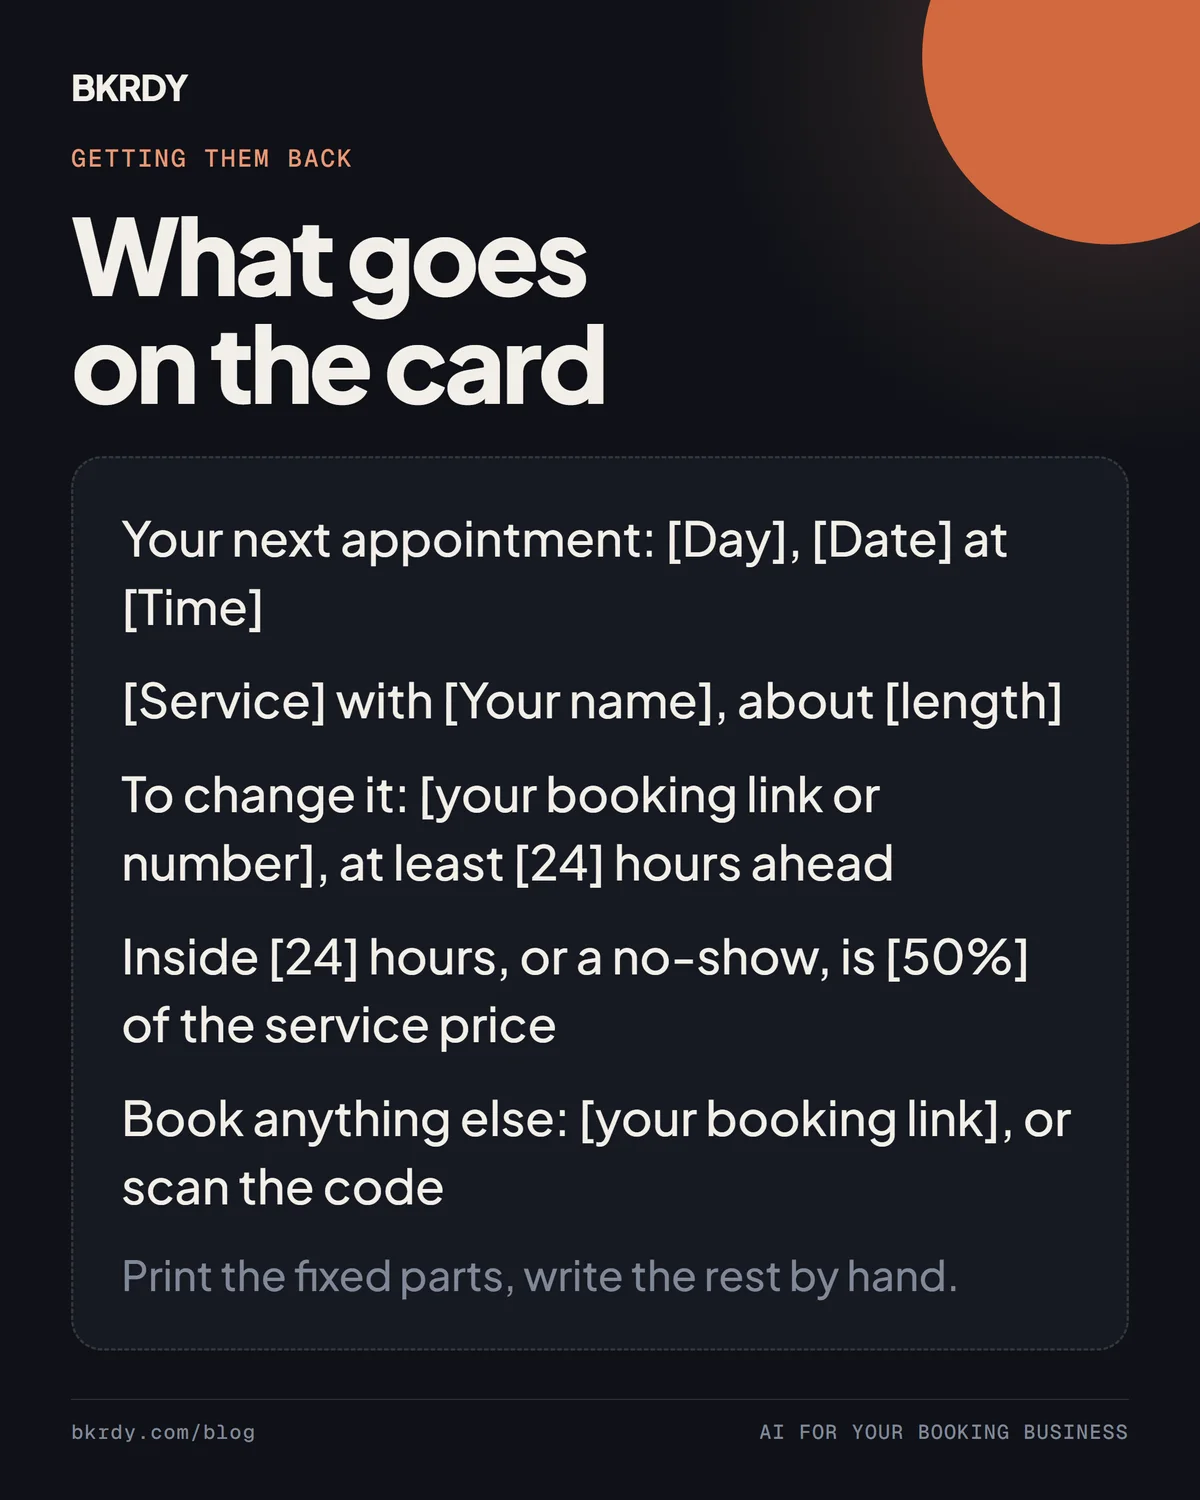 BKRDY
GETTING THEM BACK
What goes
on the card
Your next appointment: [Day], [Date] at
[Time]
[Service] with [Your name], about [length]
To change it: [your booking link or
number], at least [24] hours ahead
Inside [24] hours, or a no-show, is [50%]
of the service price
Book anything else: [your booking link], or
scan the code
Print the fixed parts, write the rest by hand.
bkrdy.com/blog
AI FOR YOUR BOOKING BUSINESS